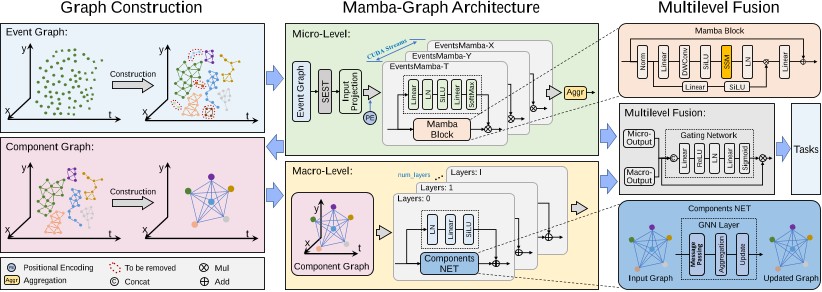 Graph Construction
Mamba-Graph Architecture
Multilevel Fusion
Event Graph:
y
x
t
Construction
y
x
t
Component Graph:
y
x
t
Construction
y
x
t
PE Positional Encoding
To be removed
Mul
Aggr Aggregation
C Concat
Add
Micro-Level:
CUDA Streams
EventsMamba-X
EventsMamba-Y
EventsMamba-T
Event Graph
SEST
Input Projection
PE
Linear
LN
SiLU
Linear
SoftMax
Mamba Block
Aggr
Macro-Level:
num_layers
Layers: l
Layers: 1
Layers: 0
y
x
t
Component Graph
LN
Linear
SiLU
Components NET
Mamba Block
Norm
Linear
DWConv
SiLU
SSM
LN
Linear
Linear
SiLU
Multilevel Fusion:
Micro-Output
Macro-Output
C
Gating Network
Linear
ReLU
LN
Linear
Sigmoid
Tasks
Components NET
GNN Layer
Message Passing
Aggregation
Update
Input Graph
Updated Graph